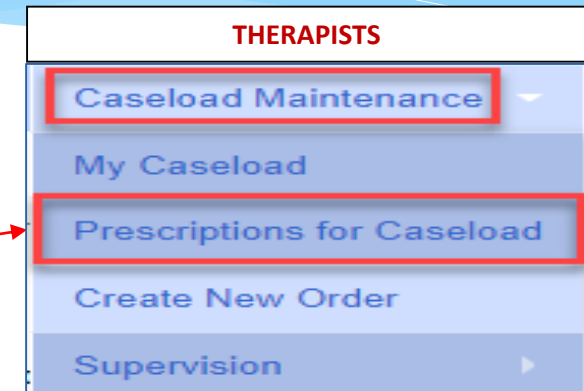 THERAPISTS
Caseload Maintenance
My Caseload
Prescriptions for Caseload
Create New Order
Supervision